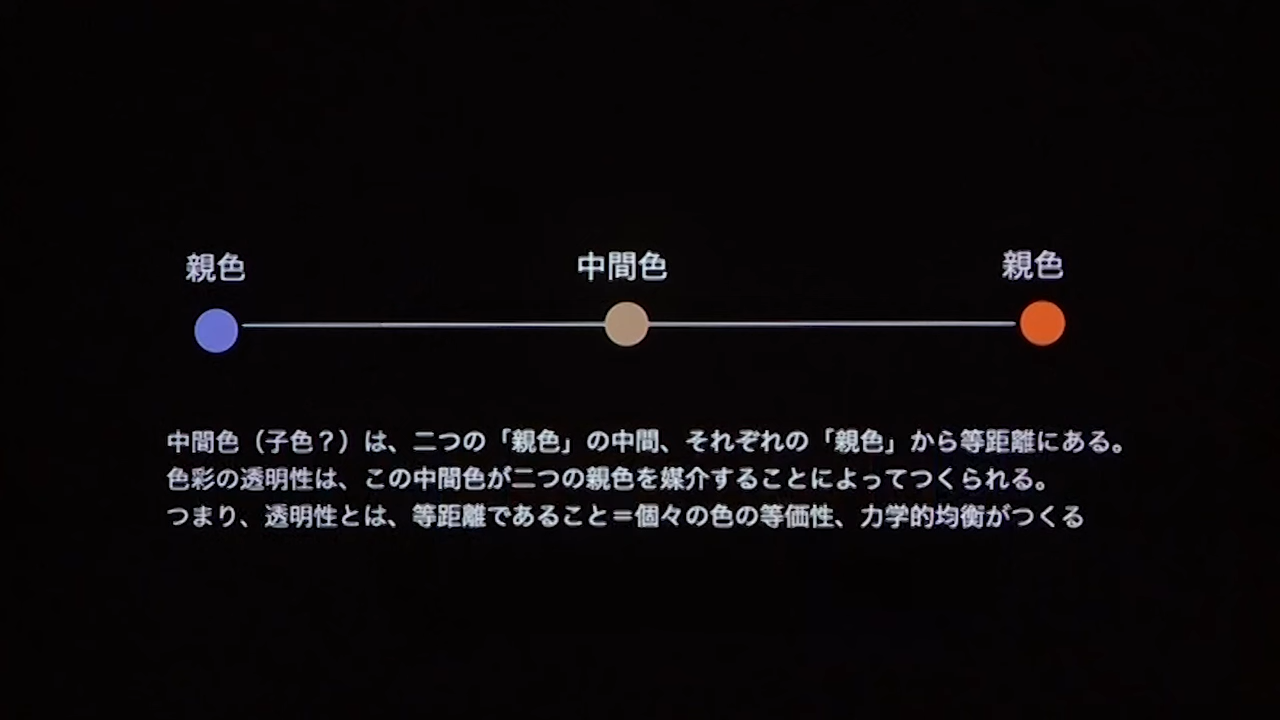 親色 中間色 親色
中間色（子色？）は、二つの「親色」の中間、それぞれの「親色」から等距離にある。
色彩の透明性は、この中間色が二つの親色を媒介することによってつくられる。
つまり、透明性とは、等距離であること＝個々の色の等価性、力学的均衡がつくる